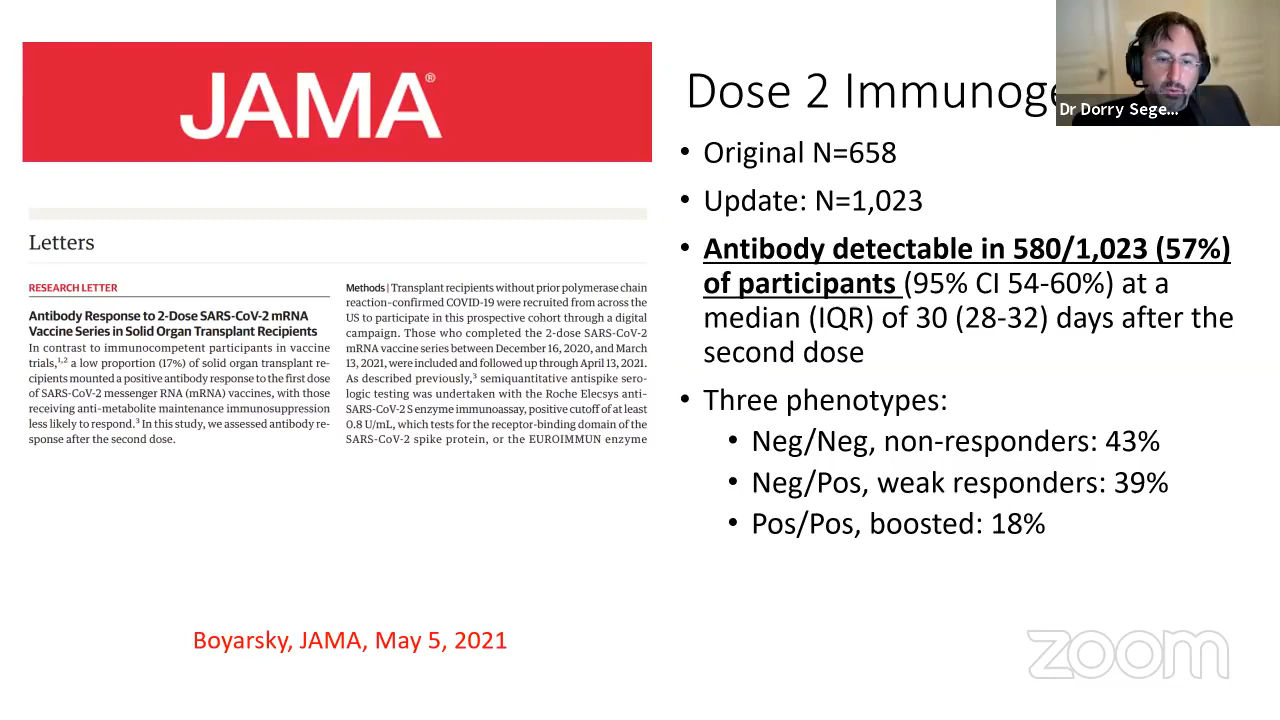 JAMA®
Letters
RESEARCH LETTER
Antibody Response to 2-Dose SARS-CoV-2 mRNA
Vaccine Series in Solid Organ Transplant Recipients
In contrast to immunocompetent participants in vaccine
trials,1,2 a low proportion (17%) of solid organ transplant re-
cipients mounted a positive antibody response to the first dose
of SARS-CoV-2 messenger RNA (mRNA) vaccines, with those
receiving anti-metabolite maintenance immunosuppression
less likely to respond.3 In this study, we assessed antibody re-
sponse after the second dose.
Methods | Transplant recipients without prior polymerase chain
reaction–confirmed COVID-19 were recruited from across the
US to participate in this prospective cohort through a digital
campaign. Those who completed the 2-dose SARS-CoV-2
mRNA vaccine series between December 16, 2020, and March
13, 2021, were included and followed up through April 13, 2021.
As described previously,3 semiquantitative antispike sero-
logic testing was undertaken with the Roche Elecsys anti-
SARS-CoV-2 S enzyme immunoassay, positive cutoff of at least
0.8 U/mL, which tests for the receptor-binding domain of the
SARS-CoV-2 spike protein, or the EUROIMMUN enzyme
Boyarsky, JAMA, May 5, 2021
Dose 2 Immunoge
Dr Dorry Sege...
• Original N=658
• Update: N=1,023
• Antibody detectable in 580/1,023 (57%)
of participants (95% CI 54-60%) at a
median (IQR) of 30 (28-32) days after the
second dose
• Three phenotypes:
• Neg/Neg, non-responders: 43%
• Neg/Pos, weak responders: 39%
• Pos/Pos, boosted: 18%
zoom